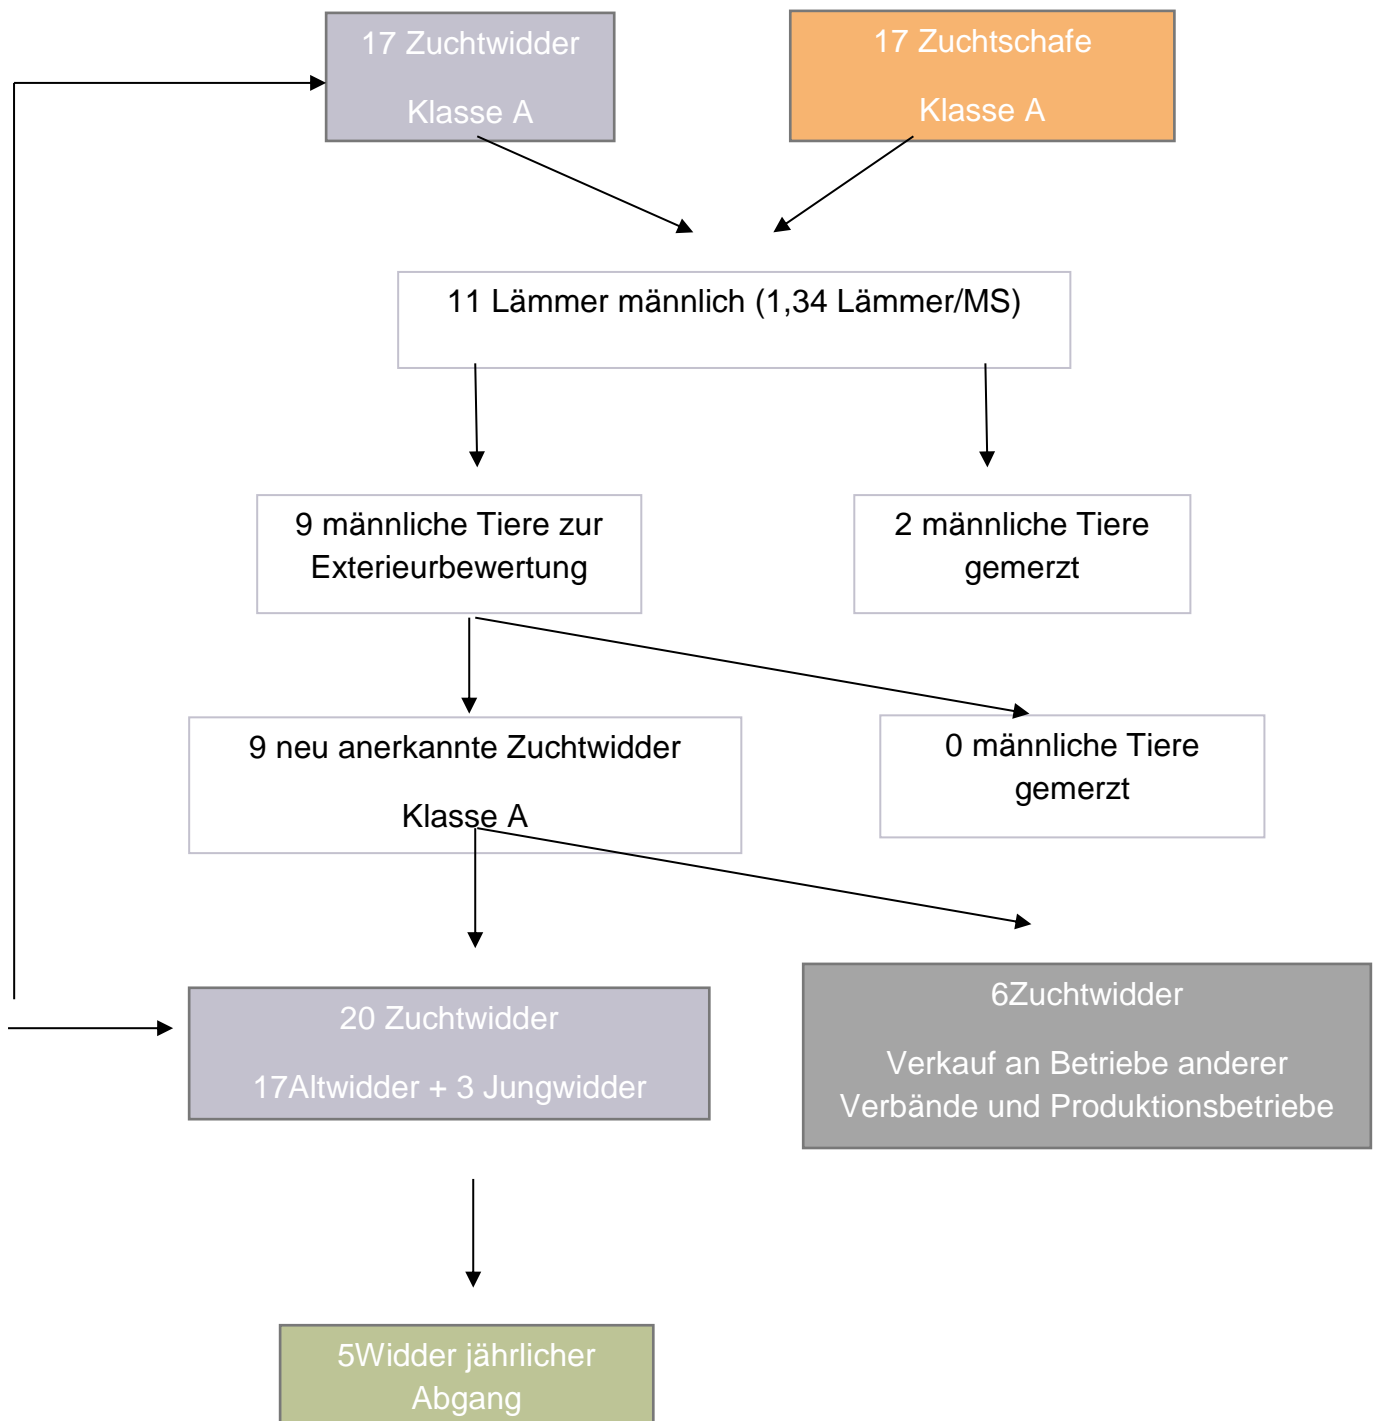 17 Zuchtwidder
Klasse A
17 Zuchtschafe
Klasse A
11 Lämmer männlich (1,34 Lämmer/MS)
9 männliche Tiere zur
Exterieurbewertung
2 männliche Tiere
gemerzt
9 neu anerkannte Zuchtwidder
Klasse A
0 männliche Tiere
gemerzt
20 Zuchtwidder
17Altwidder + 3 Jungwidder
6Zuchtwidder
Verkauf an Betriebe anderer
Verbände und Produktionsbetriebe
5Widder jährlicher
Abgang